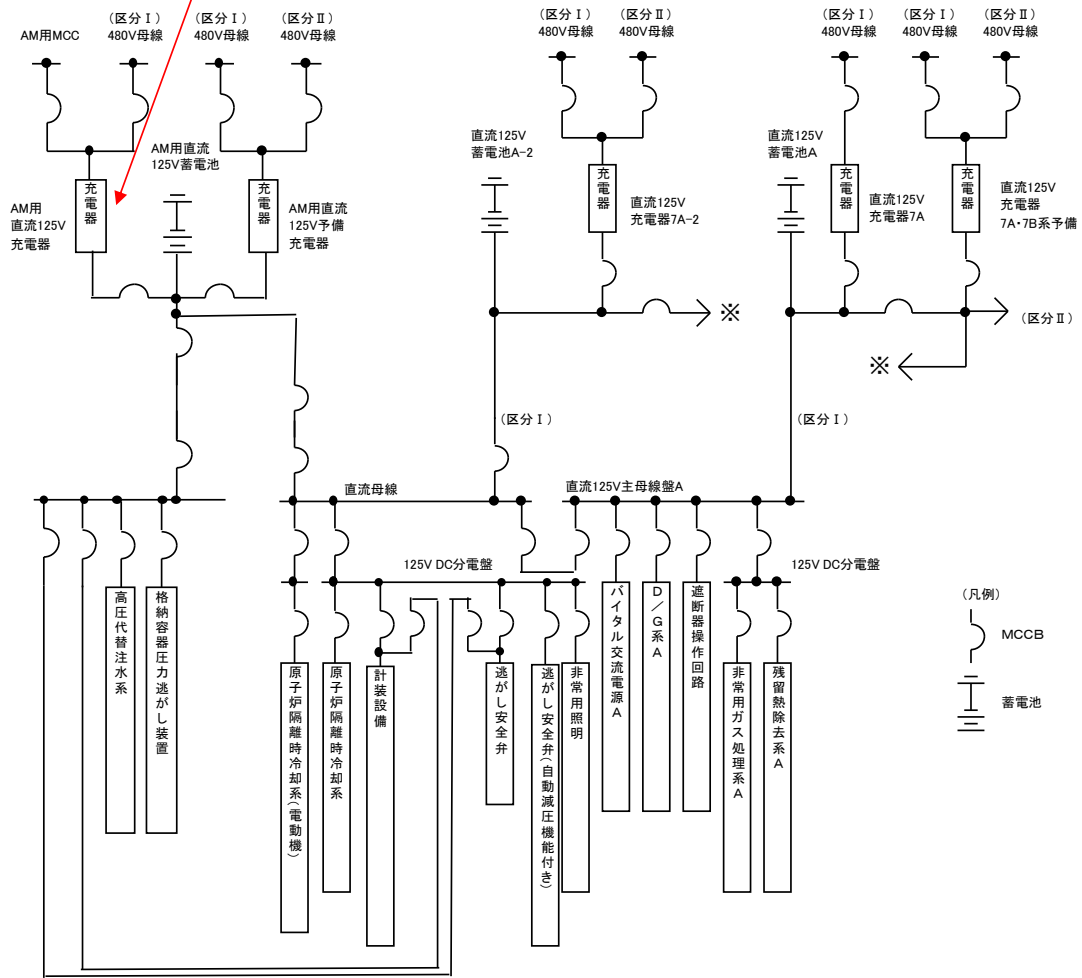 AM用MCC
(区分Ⅰ)
480V母線
(区分Ⅰ)
480V母線
(区分Ⅱ)
480V母線
(区分Ⅰ)
480V母線
(区分Ⅱ)
480V母線
(区分Ⅰ)
480V母線
(区分Ⅰ)
480V母線
(区分Ⅱ)
480V母線
AM用
直流125V
充電器
充電器
AM用直流
125V蓄電池
充電器
AM用直流
125V予備
充電器
直流125V
蓄電池A-2
充電器
直流125V
充電器7A-2
直流125V
蓄電池A
充電器
直流125V
充電器7A
充電器
直流125V
充電器
7A・7B系予備
※
(区分Ⅱ)
※
(区分Ⅰ)
(区分Ⅰ)
直流母線
直流125V主母線盤A
125V DC分電盤
125V DC分電盤
高圧代替注水系
格納容器圧力逃がし装置
原子炉隔離時冷却系(電動機)
原子炉隔離時冷却系
計装設備
逃がし安全弁
逃がし安全弁(自動減圧機能付き)
非常用照明
バイタル交流電源A
D/G系A
遮断器操作回路
非常用ガス処理系A
残留熱除去系A
(凡例)
MCCB
蓄電池